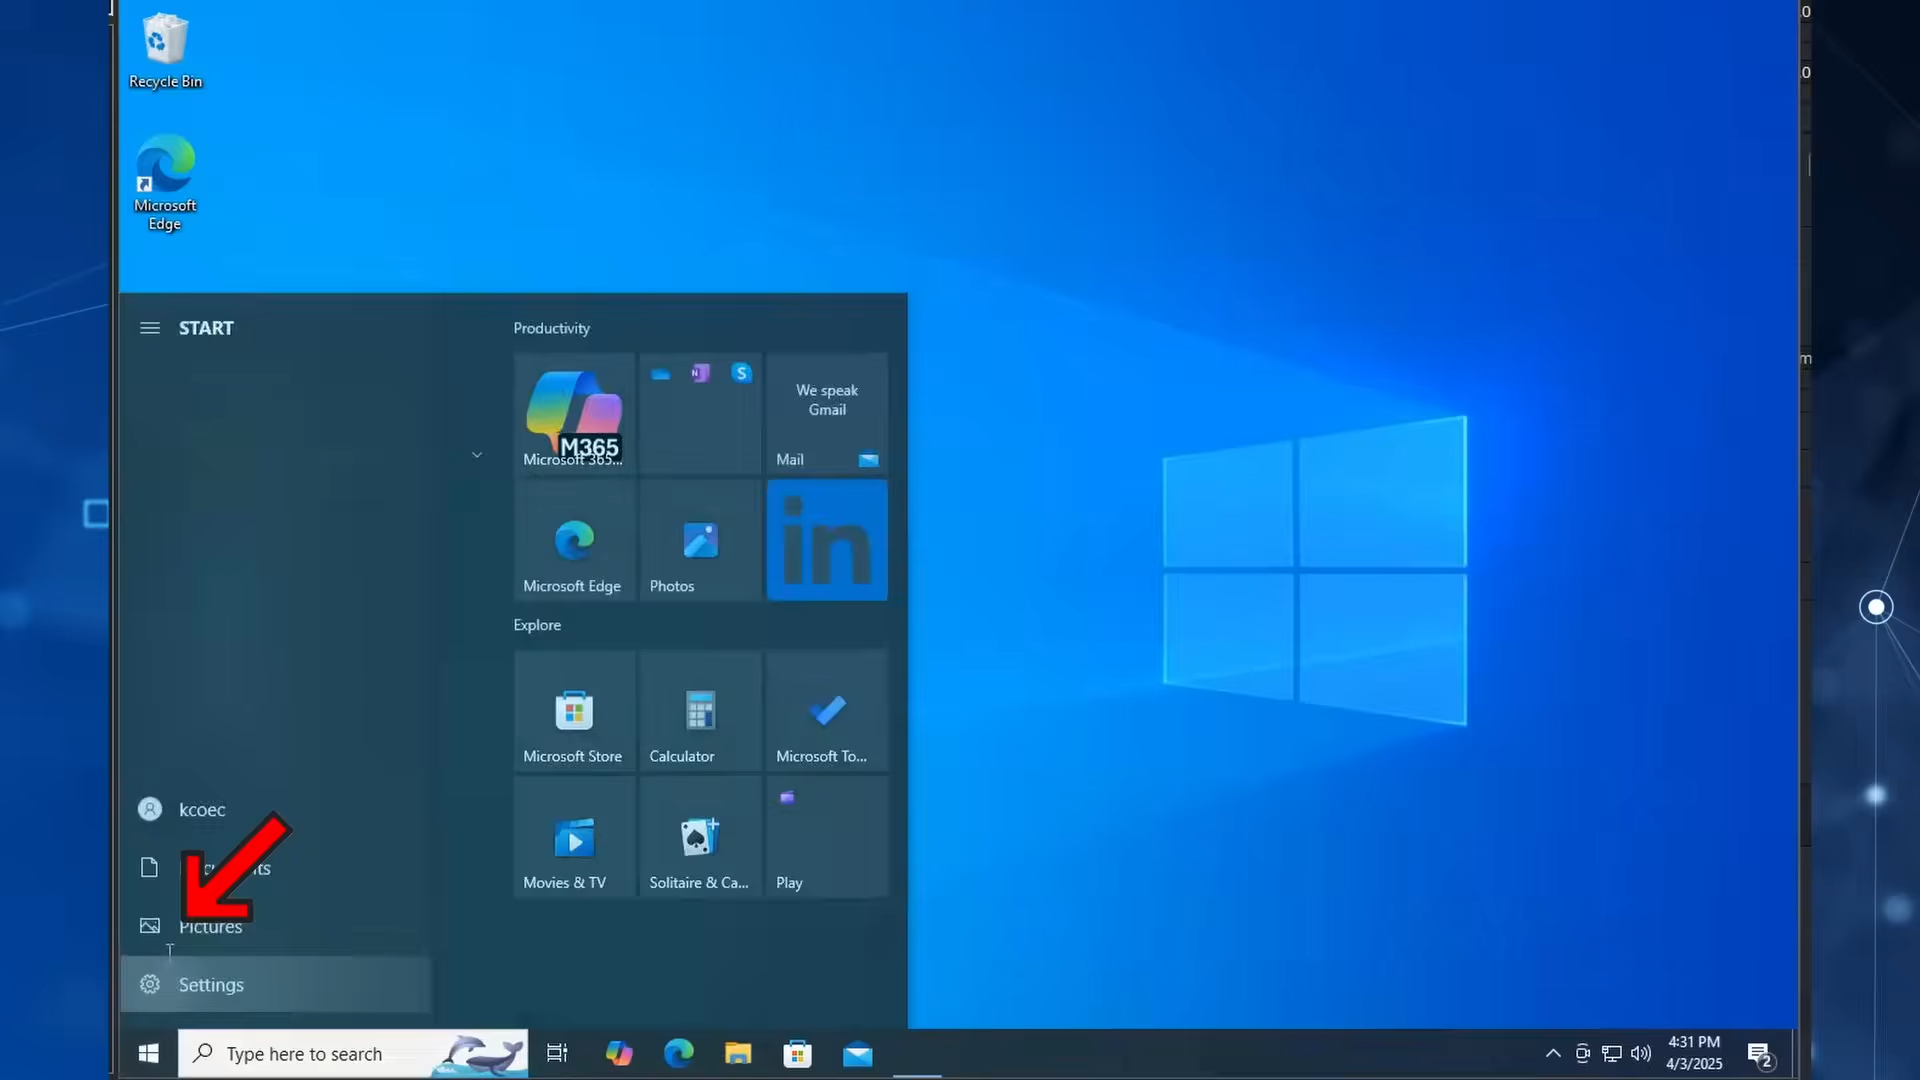 Recycle Bin
Microsoft
Edge
START
Productivity
M365
Microsoft 365...
N
S
We speak
Gmail
Mail
Microsoft Edge
Photos
in
Explore
Microsoft Store
Calculator
Microsoft To...
Movies & TV
Solitaire & Ca...
Play
kcoec
Pictures
Settings
Type here to search
4:31 PM
4/3/2025
2